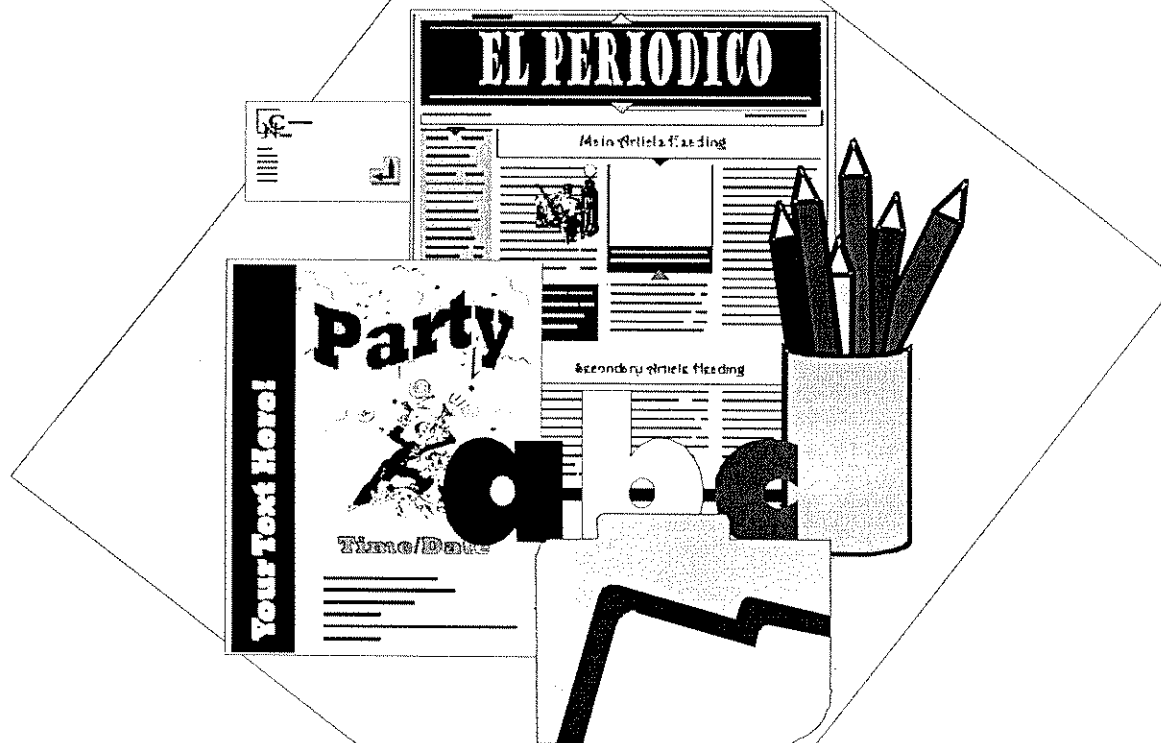 EL PERIODICO
Main Article Heading
Party
Your Text Here!
Secondary Article Heading
abc
Time/Date